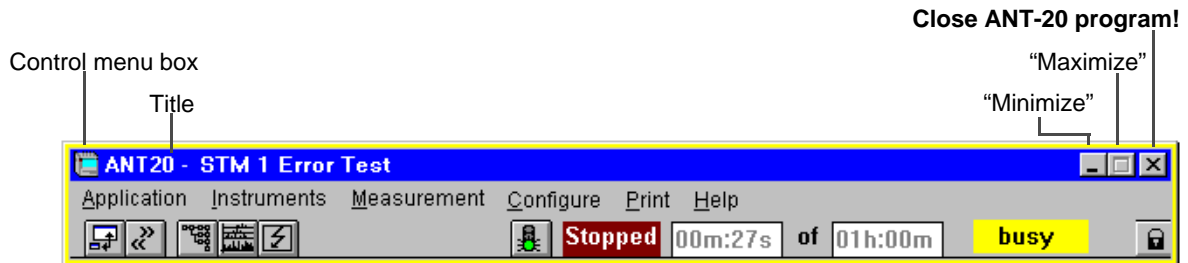 Close ANT-20 program!
Control menu box
“Maximize”
Title
“Minimize”
ANT20 - STM 1 Error Test
Application Instruments Measurement Configure Print Help
Stopped 00m:27s of 01h:00m busy